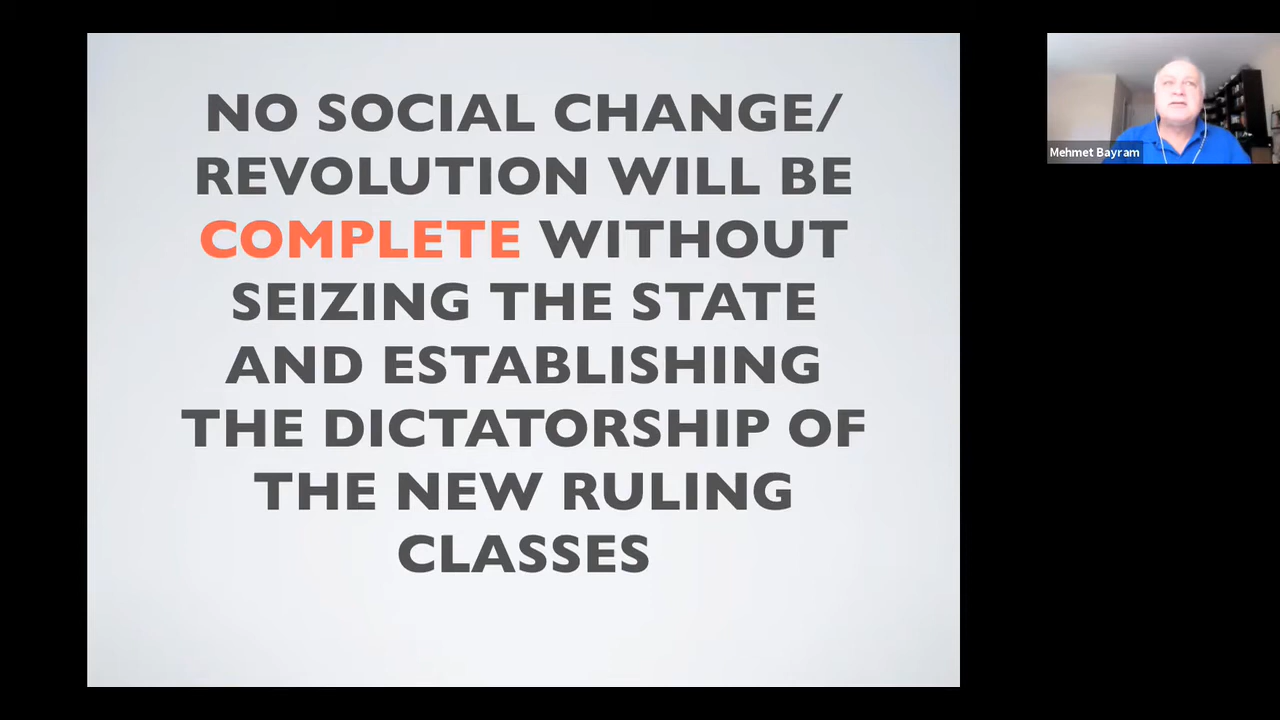 NO SOCIAL CHANGE/
REVOLUTION WILL BE
COMPLETE WITHOUT
SEIZING THE STATE
AND ESTABLISHING
THE DICTATORSHIP OF
THE NEW RULING
CLASSES
Mehmet Bayram